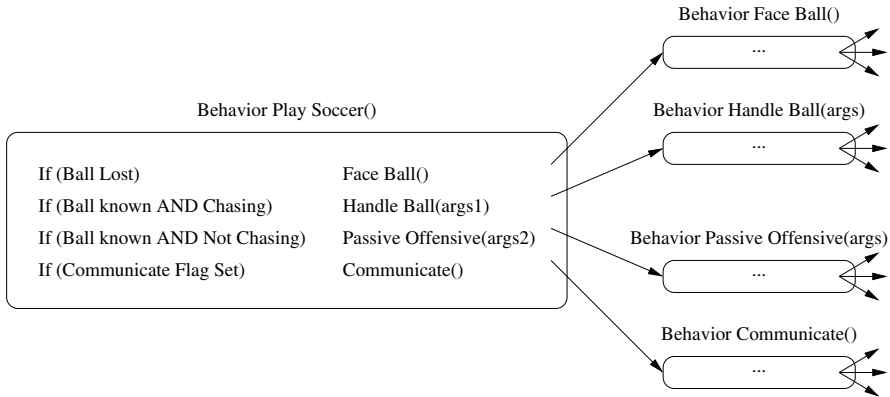 Behavior Face Ball()
...
Behavior Play Soccer()
Behavior Handle Ball(args)
...
If (Ball Lost) Face Ball()
If (Ball known AND Chasing) Handle Ball(args1)
If (Ball known AND Not Chasing) Passive Offensive(args2)
If (Communicate Flag Set) Communicate()
Behavior Passive Offensive(args)
...
Behavior Communicate()
...